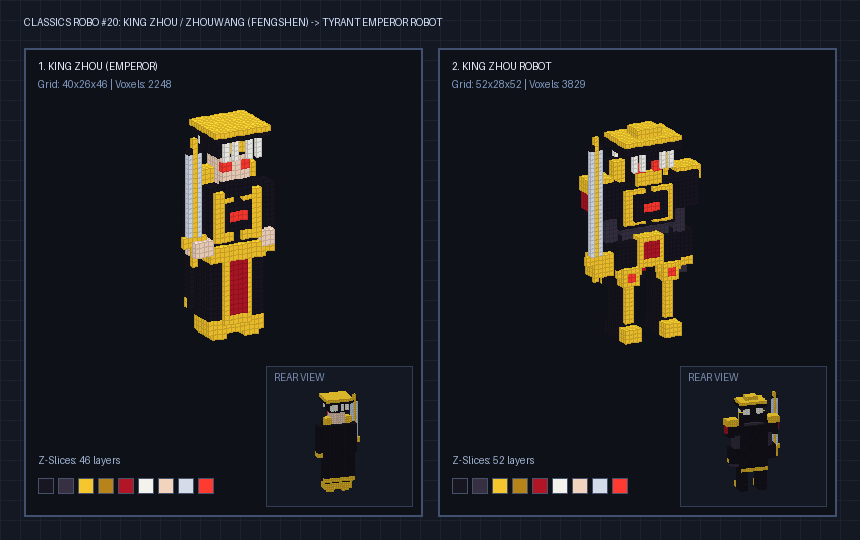 CLASSICS ROBO #20: KING ZHOU / ZHOUWANG (FENGSHEN) -> TYRANT EMPEROR ROBOT
1. KING ZHOU (EMPEROR)
Grid: 40x26x46 | Voxels: 2248
REAR VIEW
Z-Slices: 46 layers
2. KING ZHOU ROBOT
Grid: 52x28x52 | Voxels: 3829
REAR VIEW
Z-Slices: 52 layers